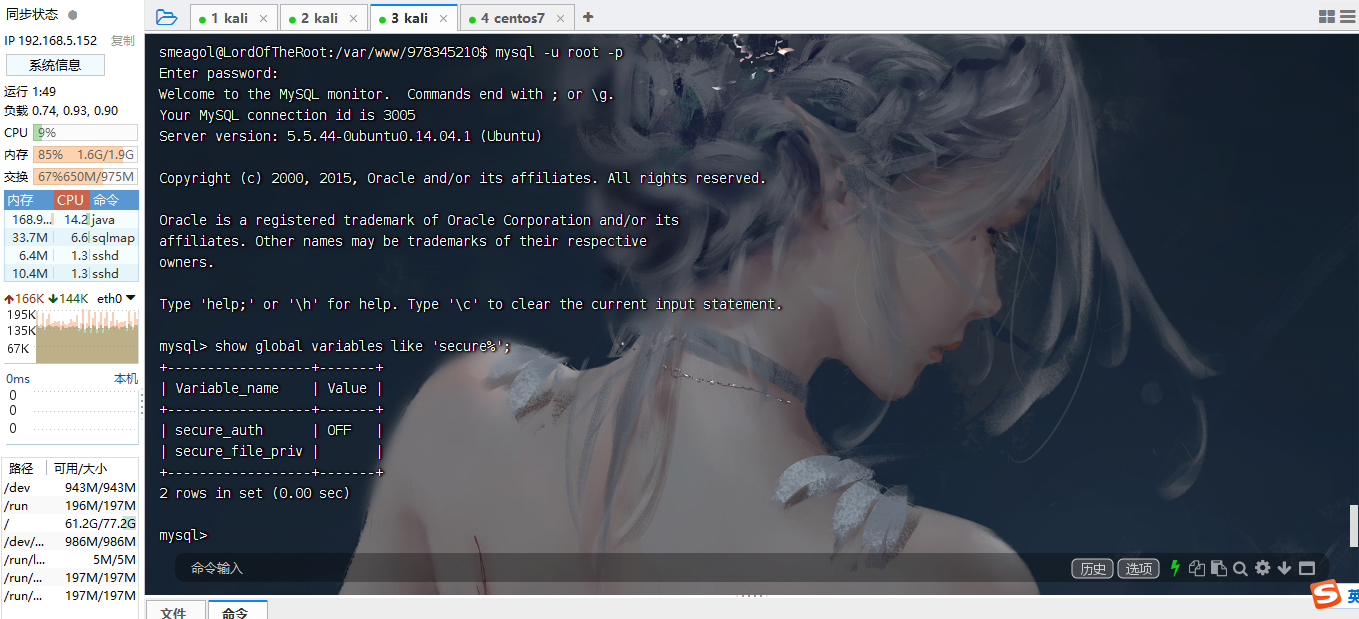 同步状态
IP 192.168.5.152 复制
系统信息
运行 1:49
负载 0.74, 0.93, 0.90
CPU 9%
内存 85% 1.6G/1.9G
交换 67%650M/975M
内存 CPU 命令
168.9... 14.2 java
33.7M 6.6 sqlmap
6.4M 1.3 sshd
10.4M 1.3 sshd
166K 144K eth0
195K
135K
67K
0ms 本机
0
0
0
路径 可用/大小
/dev 943M/943M
/run 196M/197M
/ 61.2G/77.2G
/dev/... 986M/986M
/run/l... 5M/5M
/run/... 197M/197M
/run/... 197M/197M
1 kali × 2 kali × 3 kali × 4 centos7 × +
smeagol@LordOfTheRoot:/var/www/978345210$ mysql -u root -p
Enter password:
Welcome to the MySQL monitor.  Commands end with ; or \g.
Your MySQL connection id is 3005
Server version: 5.5.44-0ubuntu0.14.04.1 (Ubuntu)
Copyright (c) 2000, 2015, Oracle and/or its affiliates. All rights reserved.
Oracle is a registered trademark of Oracle Corporation and/or its
affiliates. Other names may be trademarks of their respective
owners.
Type 'help;' or '\h' for help. Type '\c' to clear the current input statement.
mysql> show global variables like 'secure%';
+------------------+-------+
| Variable_name    | Value |
+------------------+-------+
| secure_auth      | OFF   |
| secure_file_priv |       |
+------------------+-------+
2 rows in set (0.00 sec)
mysql>
命令输入 历史 选项
文件 命令
S 英